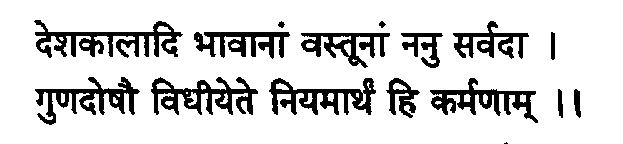 देशकालादि भावानां वस्तूनां ननु सर्वदा ।
गुणदोषौ विधीयेते नियमार्थं हि कर्मणाम् ।।